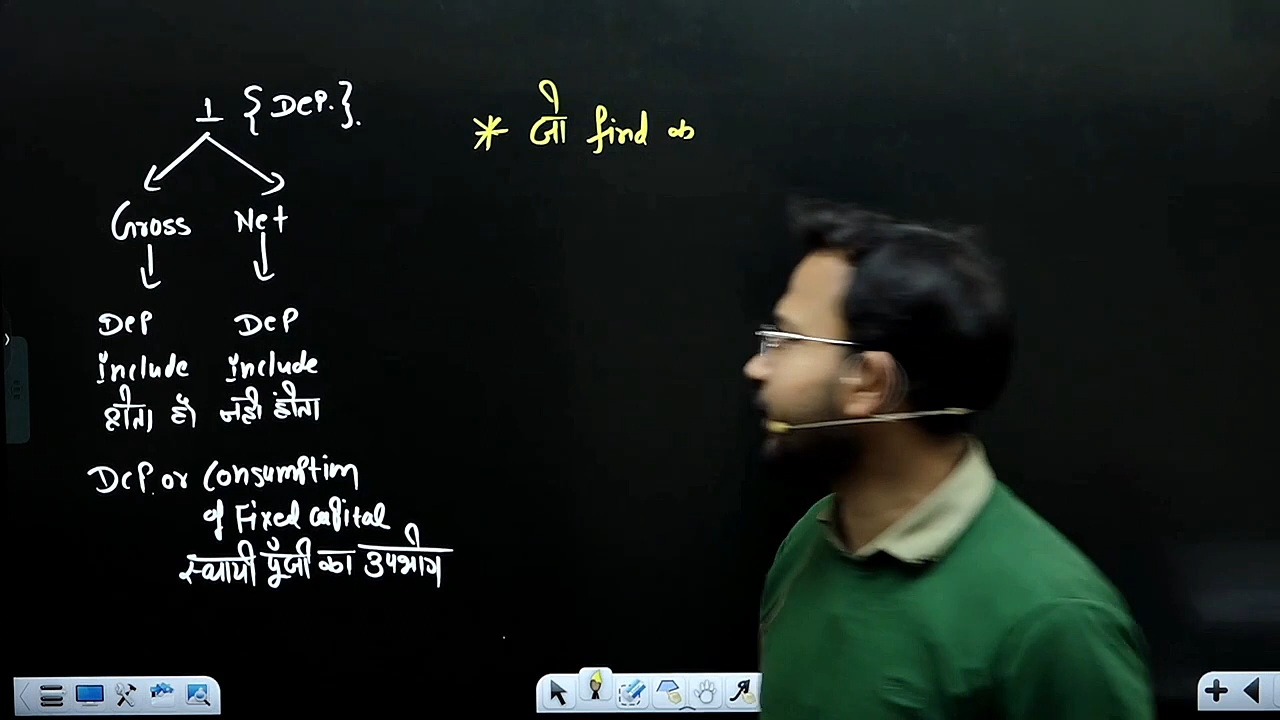 1 {Dep.}.
Gross Net
Dep Dep
include include
होता है नही होता
Dep. or Consumption
of Fixed Capital
स्थायी पूँजी का उपभोग
* जो find क